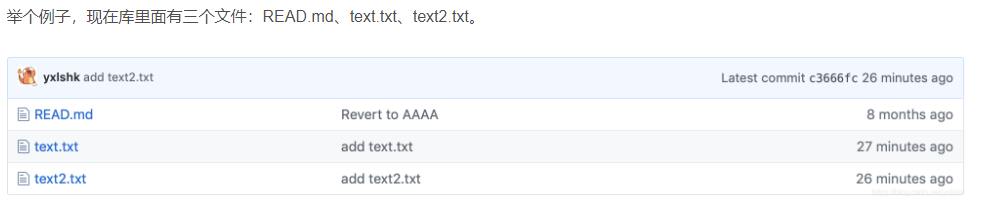 举个例子，现在库里面有三个文件：READ.md、text.txt、text2.txt。
yxlshk add text2.txt Latest commit c3666fc 26 minutes ago
READ.md Revert to AAAA 8 months ago
text.txt add text.txt 27 minutes ago
text2.txt add text2.txt 26 minutes ago